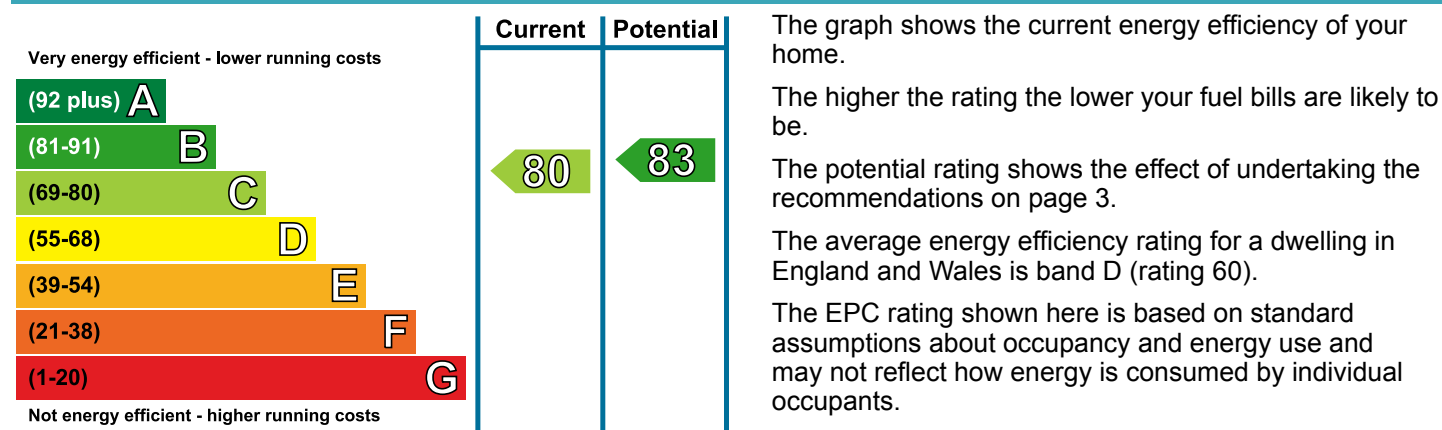 Current Potential
Very energy efficient - lower running costs
(92 plus) A
(81-91) B
(69-80) C
(55-68) D
(39-54) E
(21-38) F
(1-20) G
Not energy efficient - higher running costs
80
83
The graph shows the current energy efficiency of your
home.
The higher the rating the lower your fuel bills are likely to
be.
The potential rating shows the effect of undertaking the
recommendations on page 3.
The average energy efficiency rating for a dwelling in
England and Wales is band D (rating 60).
The EPC rating shown here is based on standard
assumptions about occupancy and energy use and
may not reflect how energy is consumed by individual
occupants.